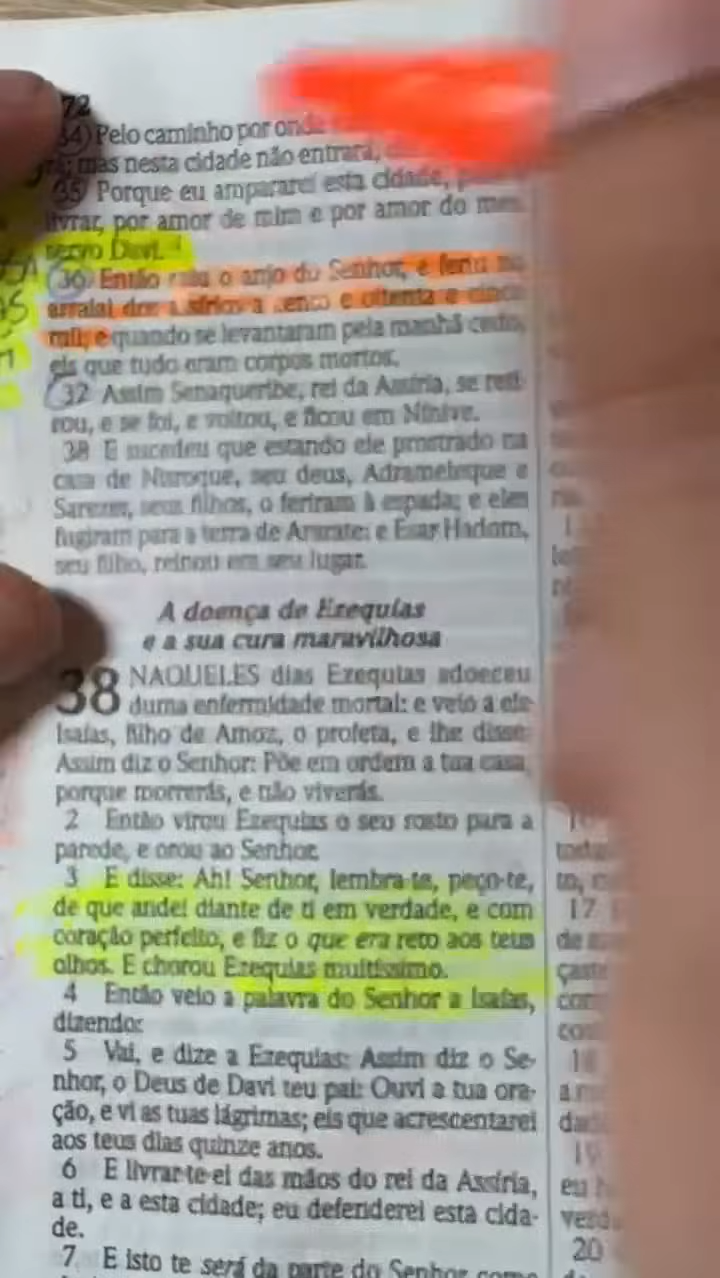 72
34) Pelo caminho por onde
mas nesta cidade não entrará,
35) Porque eu ampararei esta cidade,
livrar, por amor de mim e por amor do meu
servo Davi.
36) Então saiu o anjo do Senhor, e feriu no
arraial dos assírios a cento e oitenta e cinco
mil; e quando se levantaram pela manhã cedo,
eis que tudo eram corpos mortos.
37 Assim Senaqueribe, rei da Assíria, se reti-
rou, e se foi, e voltou, e ficou em Nínive.
38 E sucedeu que estando ele prostrado na
casa de Nisroque, seu deus, Adrameleque e
Sarezer, seus filhos, o feriram à espada; e eles
fugiram para a terra de Ararate: e Esar-Hadom,
seu filho, reinou em seu lugar.
A doença de Ezequias
e a sua cura maravilhosa
38 NAQUELES dias Ezequias adoeceu
duma enfermidade mortal: e veio a ele
Isaías, filho de Amoz, o profeta, e lhe disse:
Assim diz o Senhor: Põe em ordem a tua casa,
porque morrerás, e não viverás.
2 Então virou Ezequias o seu rosto para a
parede, e orou ao Senhor.
3 E disse: Ah! Senhor, lembra-te, peço-te,
de que andei diante de ti em verdade, e com
coração perfeito, e fiz o que era reto aos teus
olhos. E chorou Ezequias muitíssimo.
4 Então veio a palavra do Senhor a Isaías,
dizendo:
5 Vai, e dize a Ezequias: Assim diz o Se-
nhor, o Deus de Davi teu pai: Ouvi a tua ora-
ção, e vi as tuas lágrimas; eis que acrescentarei
aos teus dias quinze anos.
6 E livrar-te-ei das mãos do rei da Assíria,
a ti, e a esta cidade; eu defenderei esta cida-
de.
7 E isto te será da parte do Senhor como
17
de
18
19
eu
20